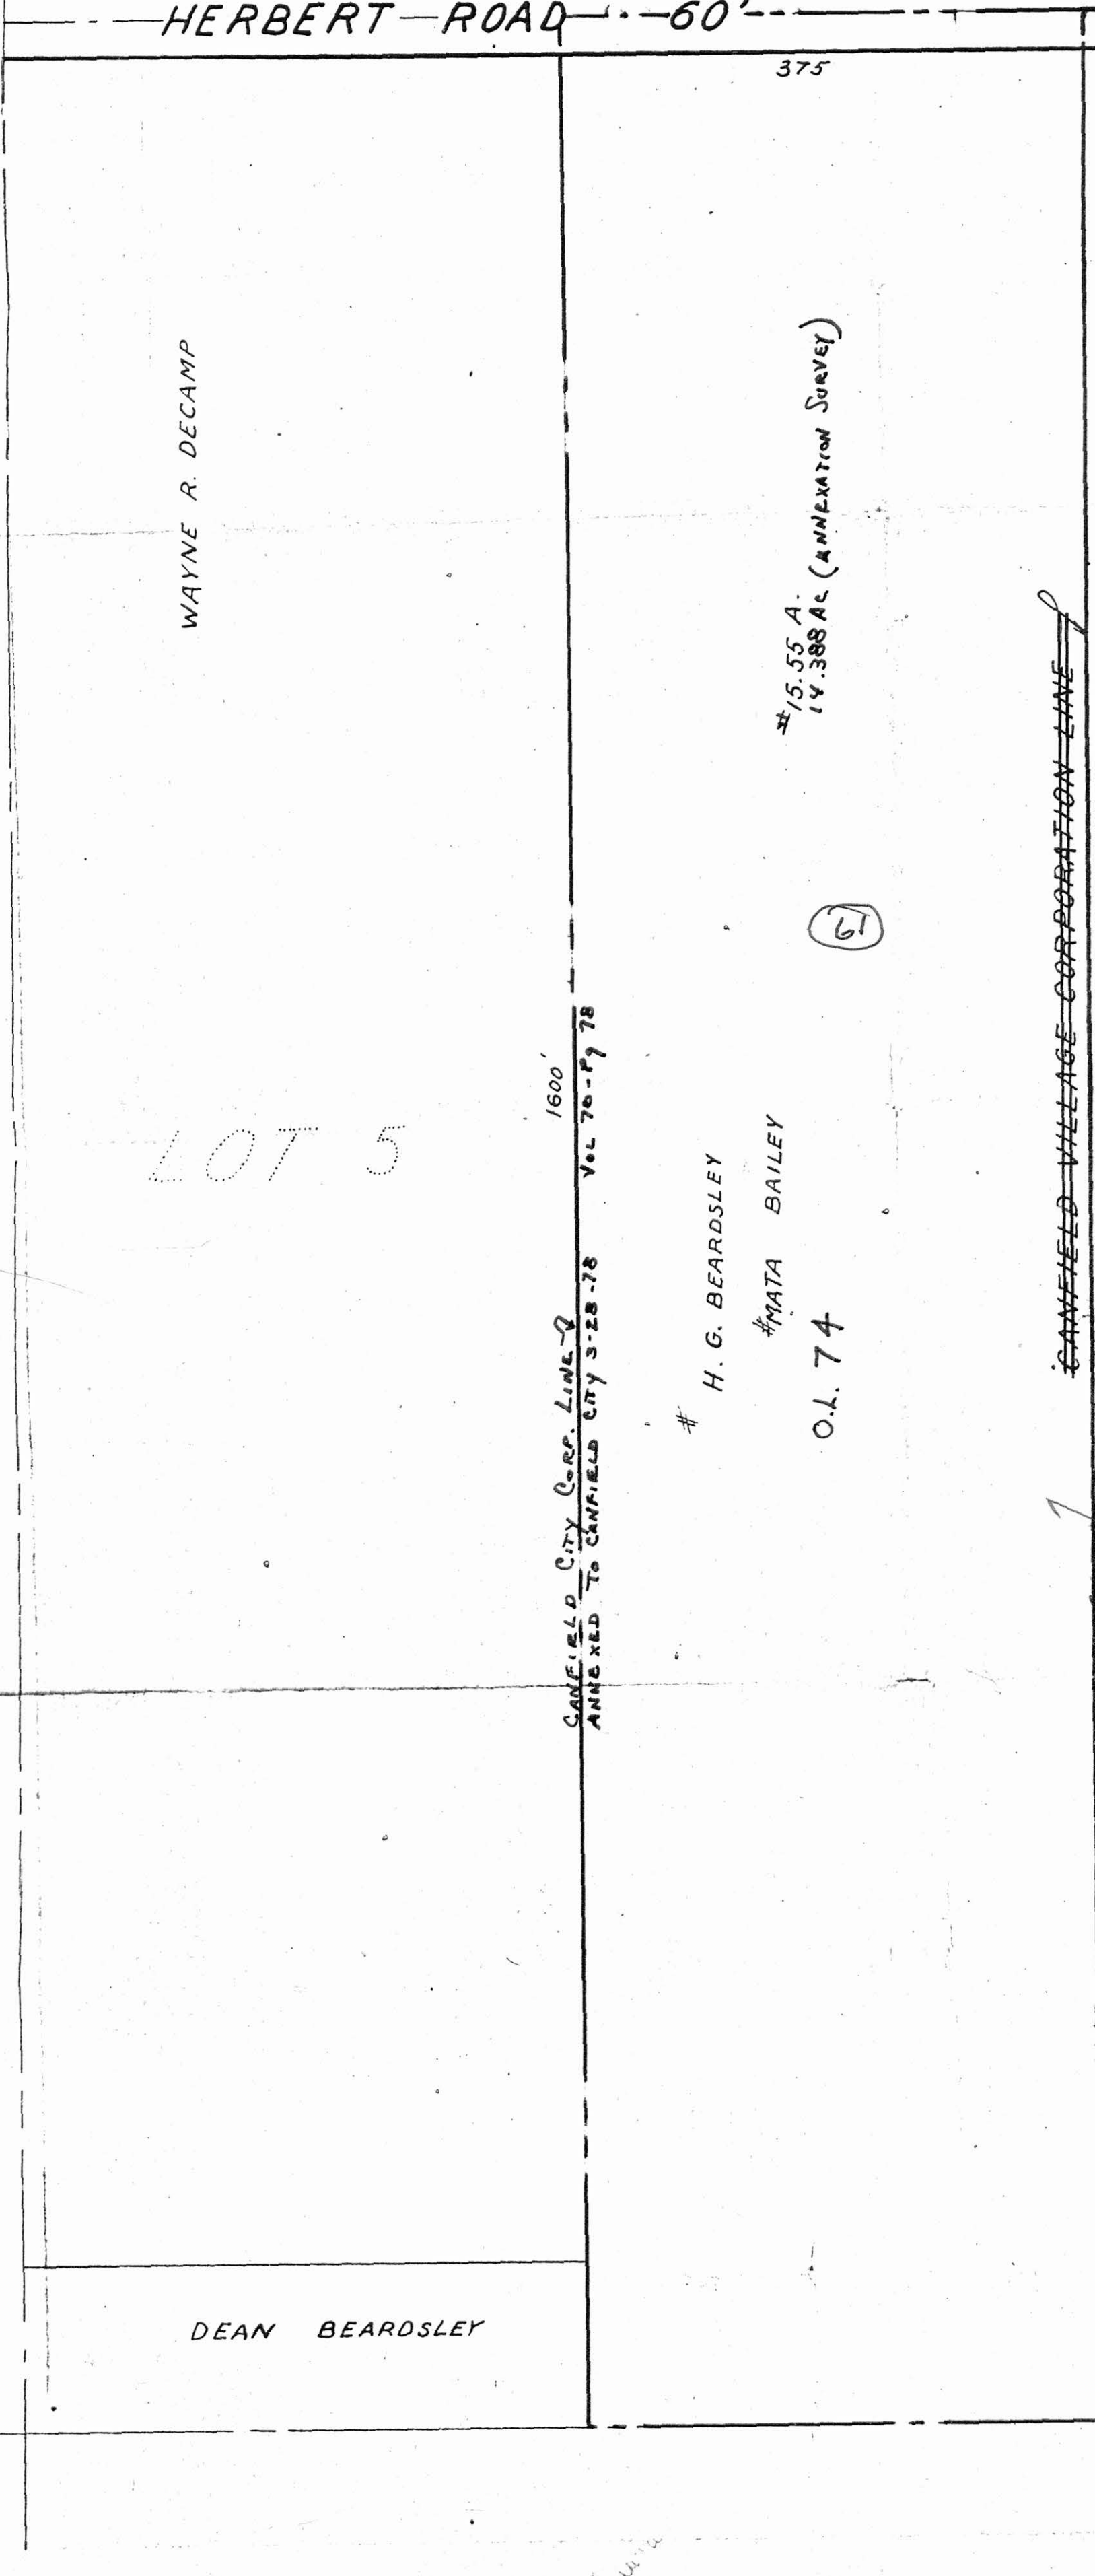 HERBERT ROAD 60'
375
WAYNE R. DECAMP
#15.55 A.
14.388 Ac (ANNEXATION SURVEY)
CANFIELD VILLAGE CORPORATION LINE
61
1600'
LOT 5
CANFIELD CITY CORP. LINE
ANNEXED TO CANFIELD CITY 3-28-78 VOL 70-Pg 78
# H. G. BEARDSLEY
#MATA BAILEY
O.L. 74
DEAN BEARDSLEY